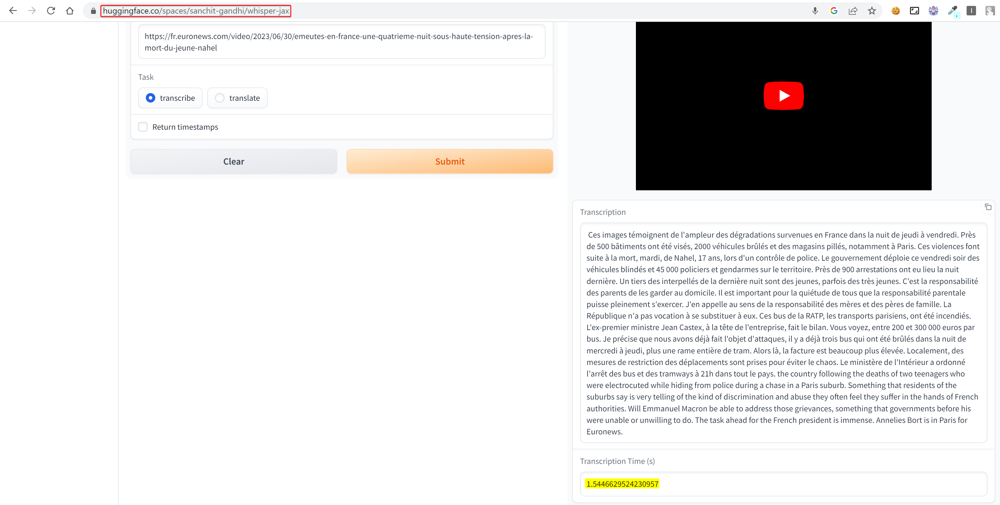 huggingface.co/spaces/sanchit-gandhi/whisper-jax
https://fr.euronews.com/video/2023/06/30/emeutes-en-france-une-quatrieme-nuit-sous-haute-tension-apres-la-
mort-du-jeune-nahel
Task
transcribe
translate
Return timestamps
Clear
Submit
Transcription
Ces images témoignent de l'ampleur des dégradations survenues en France dans la nuit de jeudi à vendredi. Près
de 500 bâtiments ont été visés, 2000 véhicules brûlés et des magasins pillés, notamment à Paris. Ces violences font
suite à la mort, mardi, de Nahel, 17 ans, lors d'un contrôle de police. Le gouvernement déploie ce vendredi soir des
véhicules blindés et 45 000 policiers et gendarmes sur le territoire. Près de 900 arrestations ont eu lieu la nuit
dernière. Un tiers des interpellés de la dernière nuit sont des jeunes, parfois des très jeunes. C'est la responsabilité
des parents de les garder au domicile. Il est important pour la quiétude de tous que la responsabilité parentale
puisse pleinement s'exercer. J'en appelle au sens de la responsabilité des mères et des pères de famille. La
République n'a pas vocation à se substituer à eux. Ces bus de la RATP, les transports parisiens, ont été incendiés.
L'ex-premier ministre Jean Castex, à la tête de l'entreprise, fait le bilan. Vous voyez, entre 200 et 300 000 euros par
bus. Je précise que nous avons déjà fait l'objet d'attaques, il y a déjà trois bus qui ont été brûlés dans la nuit de
mercredi à jeudi, plus une rame entière de tram. Alors là, la facture est beaucoup plus élevée. Localement, des
mesures de restriction des déplacements sont prises pour éviter le chaos. Le ministère de l'Intérieur a ordonné
l'arrêt des bus et des tramways à 21h dans tout le pays. the country following the deaths of two teenagers who
were electrocuted while hiding from police during a chase in a Paris suburb. Something that residents of the
suburbs say is very telling of the kind of discrimination and abuse they often feel they suffer in the hands of French
authorities. Will Emmanuel Macron be able to address those grievances, something that governments before his
were unable or unwilling to do. The task ahead for the French president is immense. Annelies Bort is in Paris for
Euronews.
Transcription Time (s)
1.5446629524230957